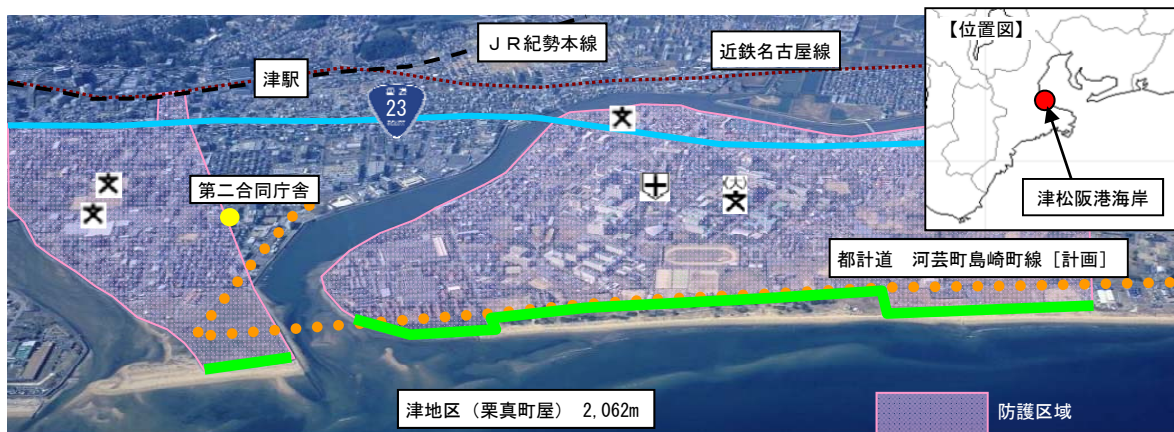 JR紀勢本線
近鉄名古屋線
【位置図】
津駅
国道
23
第二合同庁舎
津松阪港海岸
都計道 河芸町島崎町線［計画］
津地区（栗真町屋） 2,062m
防護区域